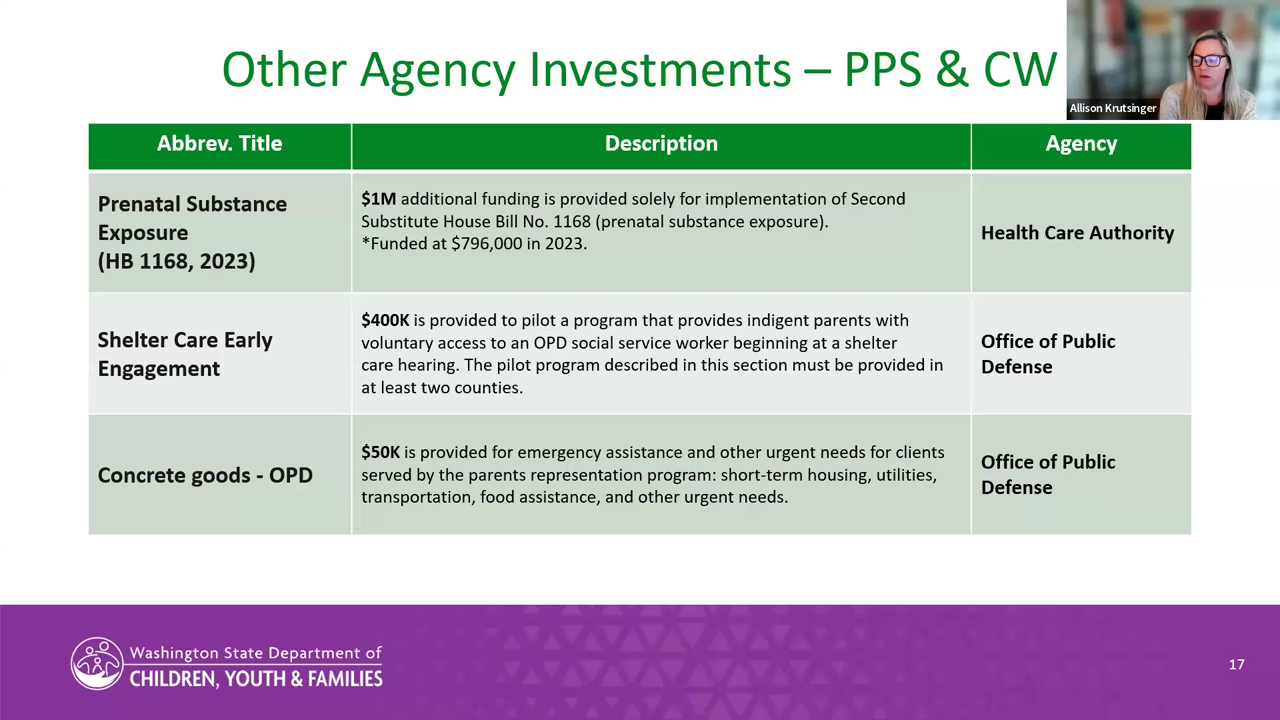 Other Agency Investments – PPS & CW
Allison Krutsinger
Abbrev. Title
Description
Agency
Prenatal Substance
Exposure
(HB 1168, 2023)
$1M additional funding is provided solely for implementation of Second
Substitute House Bill No. 1168 (prenatal substance exposure).
*Funded at $796,000 in 2023.
Health Care Authority
Shelter Care Early
Engagement
$400K is provided to pilot a program that provides indigent parents with
voluntary access to an OPD social service worker beginning at a shelter
care hearing. The pilot program described in this section must be provided in
at least two counties.
Office of Public
Defense
Concrete goods - OPD
$50K is provided for emergency assistance and other urgent needs for clients
served by the parents representation program: short-term housing, utilities,
transportation, food assistance, and other urgent needs.
Office of Public
Defense
Washington State Department of
CHILDREN, YOUTH & FAMILIES
17